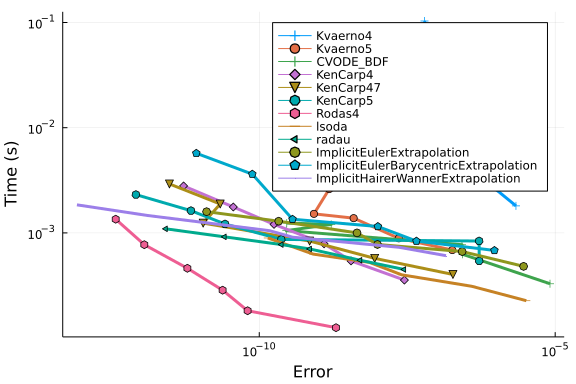 10⁻¹
10⁻²
10⁻³
Time (s)
Kvaerno4
Kvaerno5
CVODE_BDF
KenCarp4
KenCarp47
KenCarp5
Rodas4
lsoda
radau
ImplicitEulerExtrapolation
ImplicitEulerBarycentricExtrapolation
ImplicitHairerWannerExtrapolation
10⁻¹⁰
10⁻⁵
Error